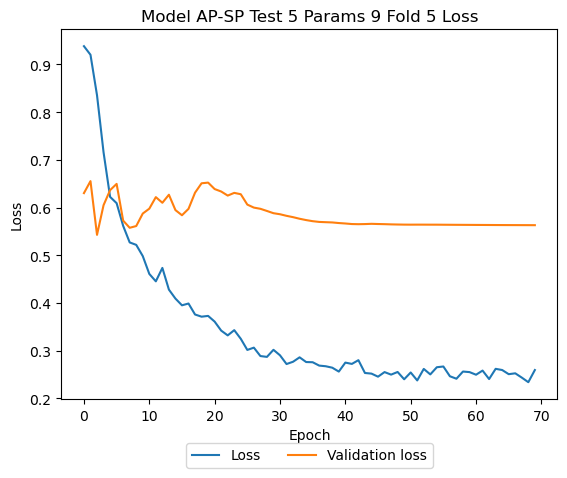 Model AP-SP Test 5 Params 9 Fold 5 Loss
Loss
0.9
0.8
0.7
0.6
0.5
0.4
0.3
0.2
0 10 20 30 40 50 60 70
Epoch
Loss Validation loss